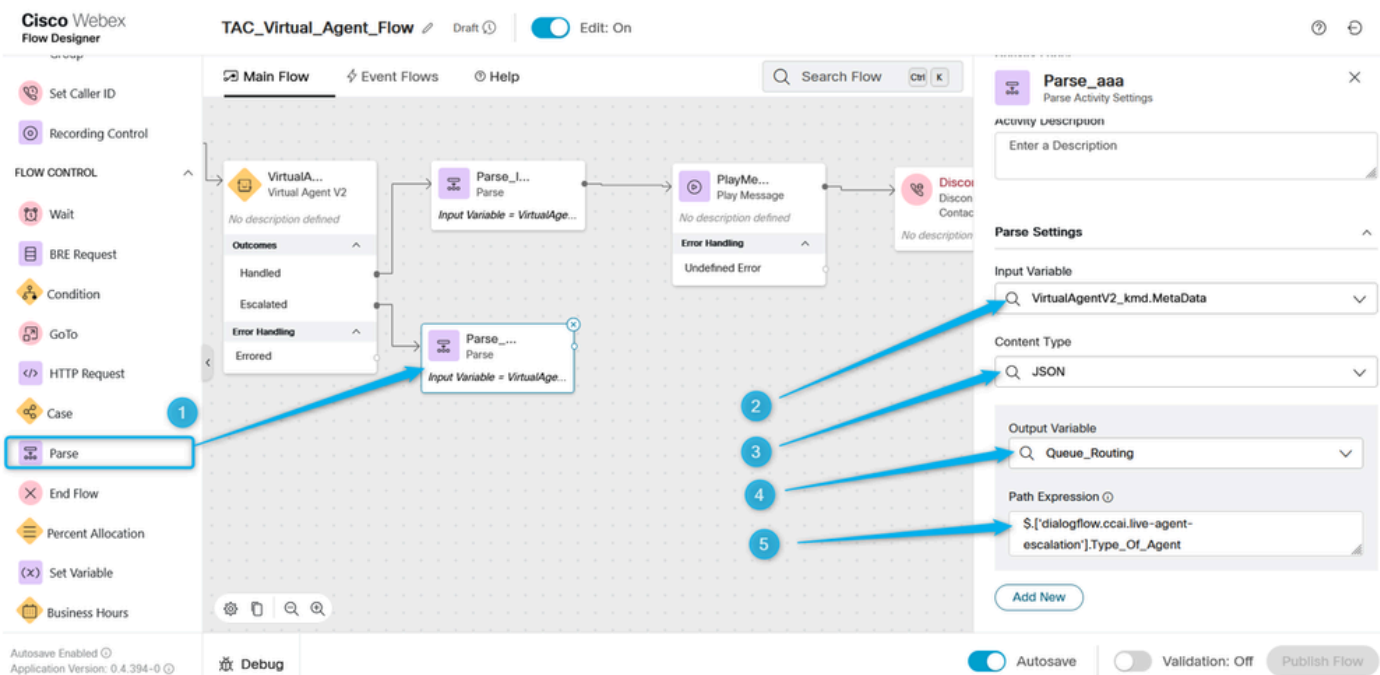 Cisco Webex
Flow Designer
TAC_Virtual_Agent_Flow
Draft
Edit: On
Set Caller ID
Recording Control
FLOW CONTROL
Wait
BRE Request
Condition
GoTo
HTTP Request
Case
1
Parse
End Flow
Percent Allocation
Set Variable
Business Hours
Autosave Enabled
Application Version: 0.4.394-0
Main Flow
Event Flows
Help
Search Flow
Ctrl K
VirtualA...
Virtual Agent V2
No description defined
Outcomes
Handled
Escalated
Error Handling
Errored
Parse_I...
Parse
Input Variable = VirtualAge...
Parse_...
Parse
Input Variable = VirtualAge...
PlayMe...
Play Message
No description defined
Error Handling
Undefined Error
Discon
Contac
No description
2
3
4
5
Debug
Parse_aaa
Parse Activity Settings
Activity Description
Enter a Description
Parse Settings
Input Variable
VirtualAgentV2_kmd.MetaData
Content Type
JSON
Output Variable
Queue_Routing
Path Expression
$.['dialogflow.ccai.live-agent-
escalation'].Type_Of_Agent
Add New
Autosave
Validation: Off
Publish Flow